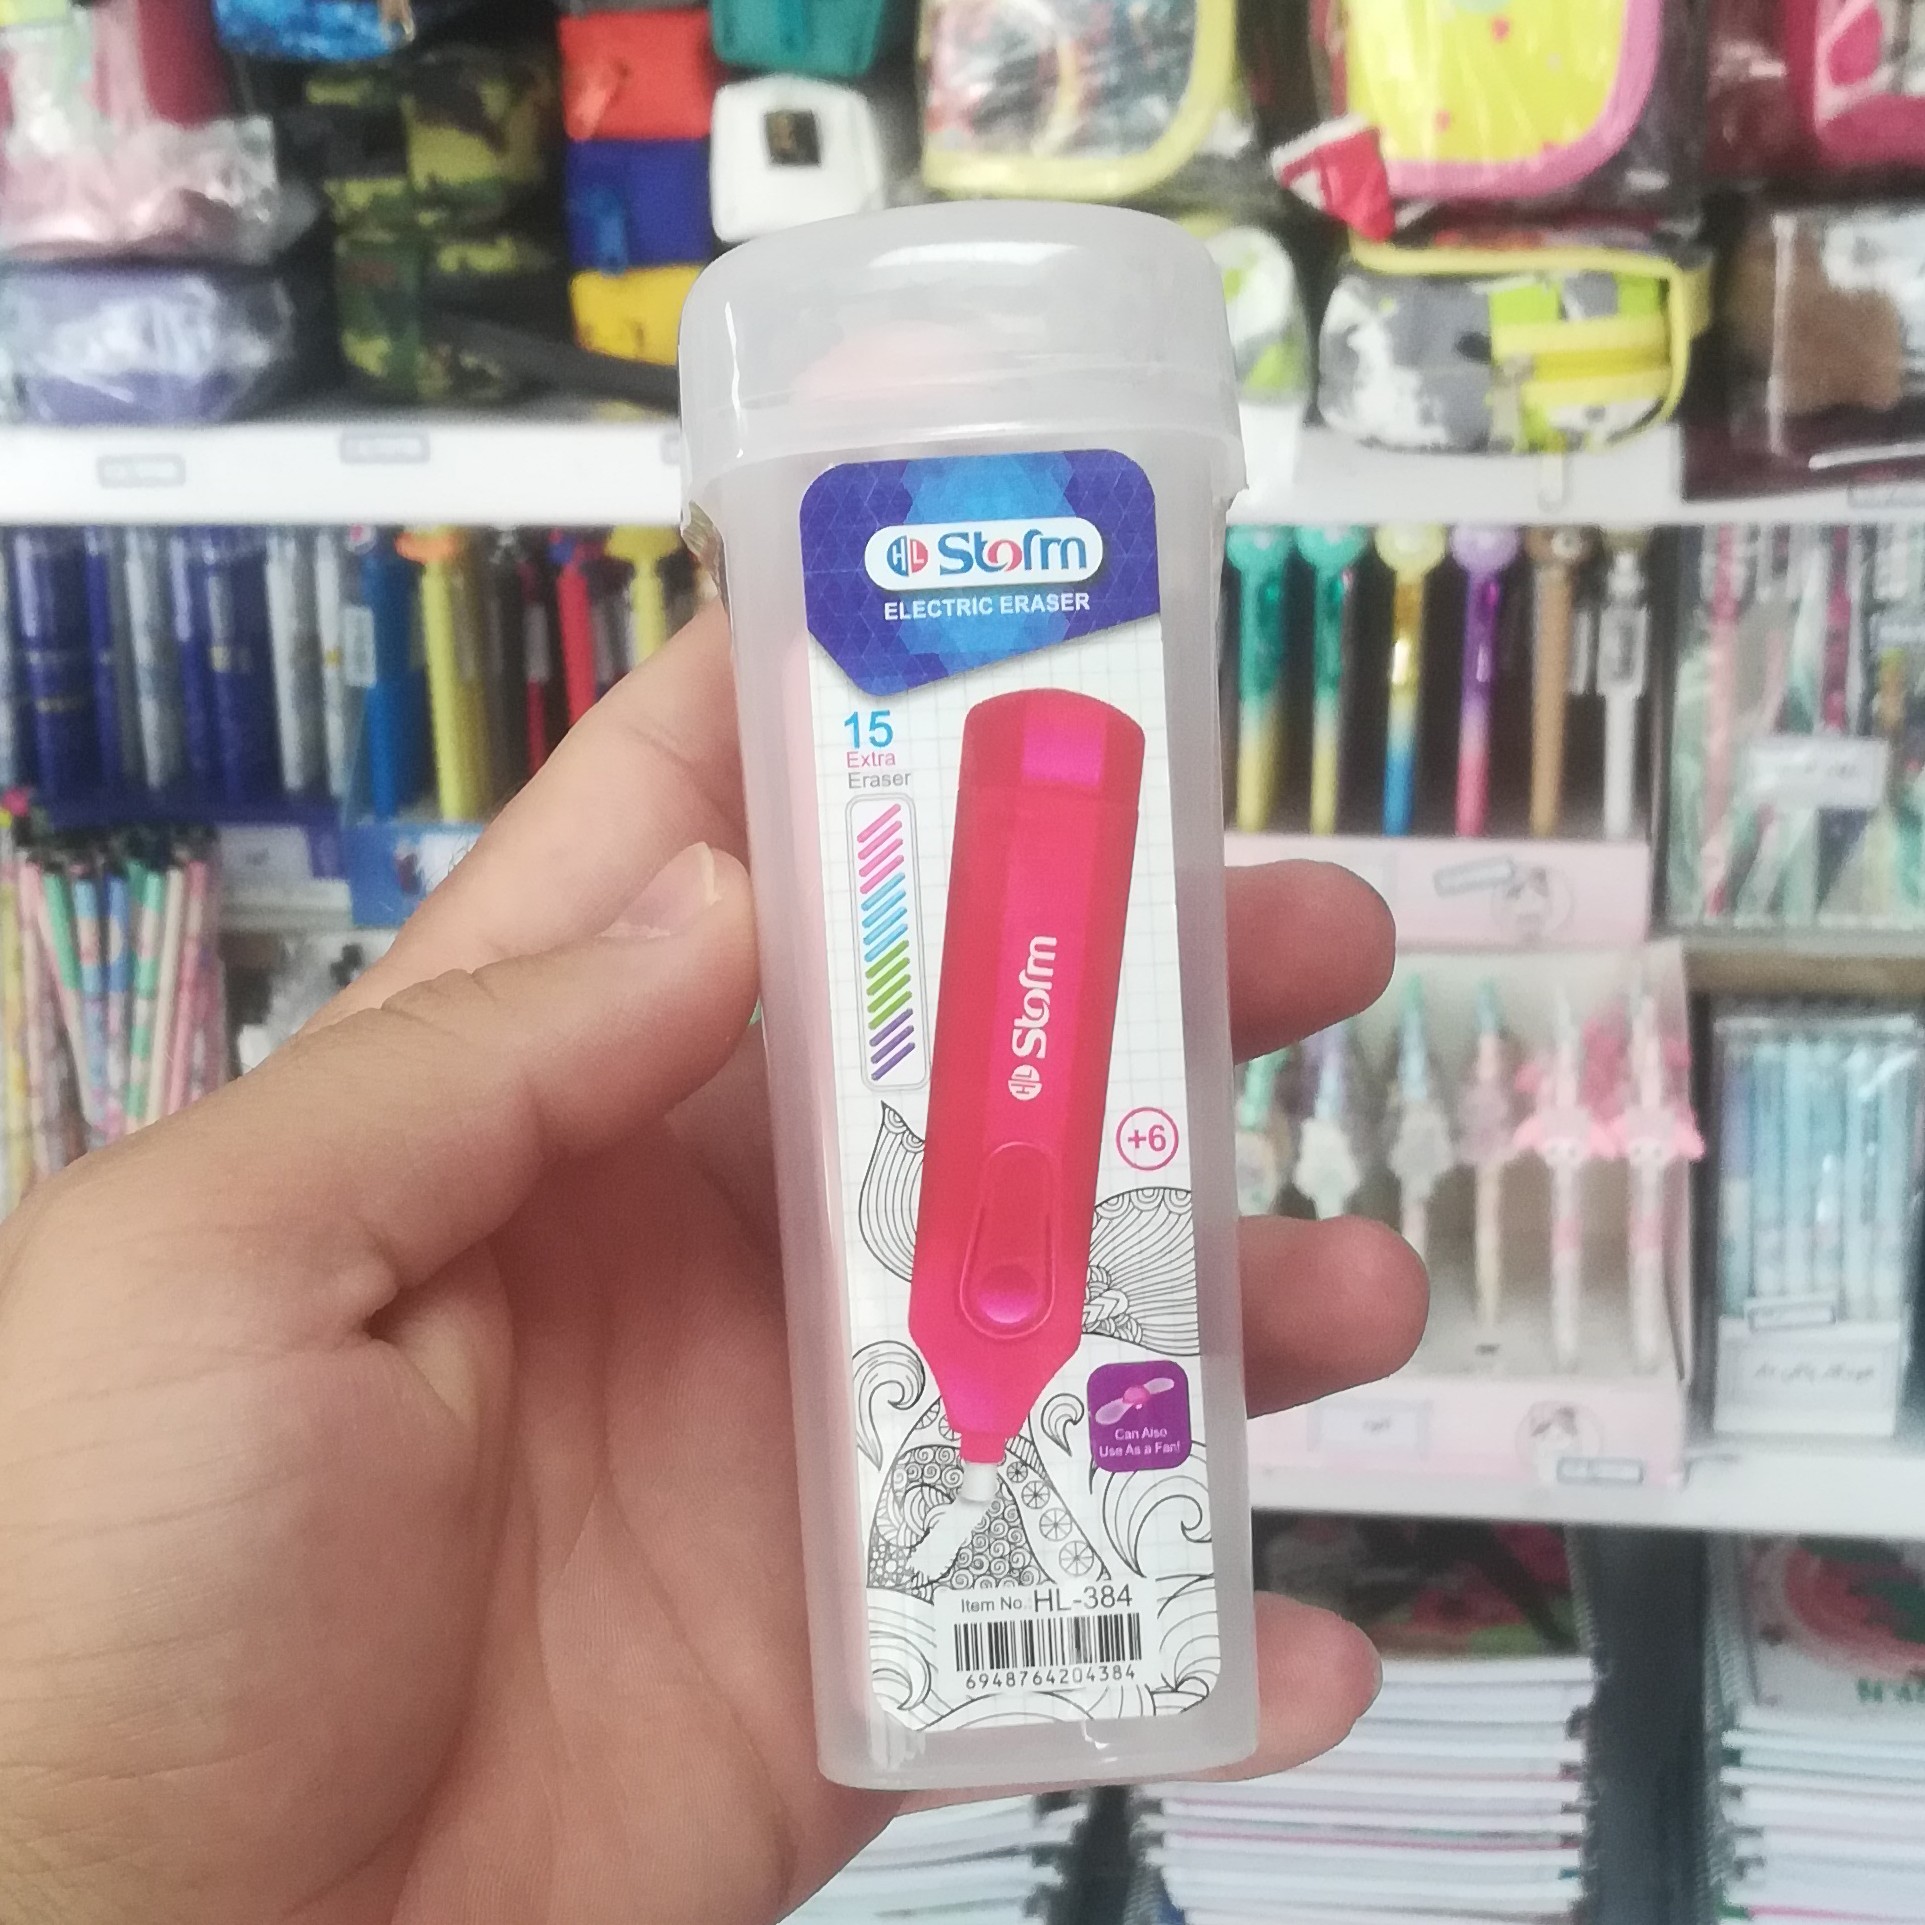 HL Storm
ELECTRIC ERASER
15
Extra
Eraser
HL Storm
+6
Can Also
Use As a Fan!
Item No.:HL-384
6948764204384